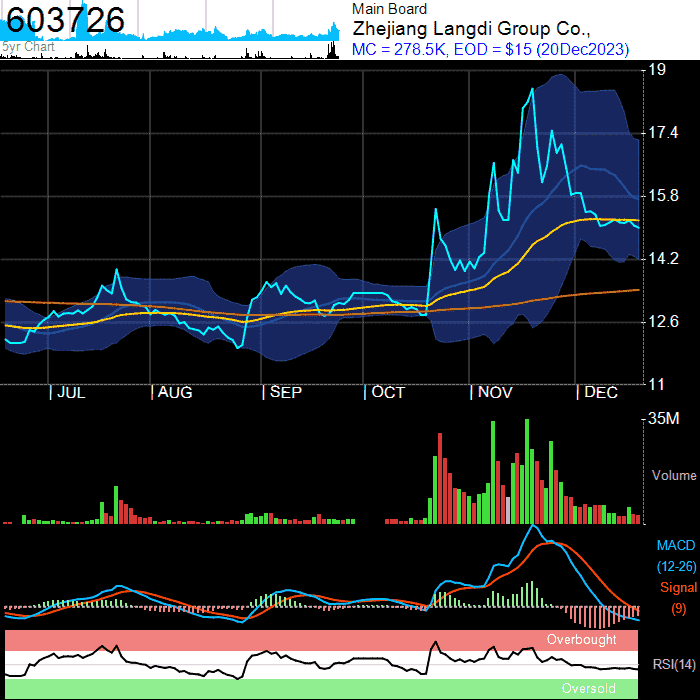 603726
5yr Chart
Main Board
Zhejiang Langdi Group Co.,
MC = 278.5K, EOD = $15 (20Dec2023)
19
17.4
15.8
14.2
12.6
11
JUL
AUG
SEP
OCT
NOV
DEC
35M
Volume
MACD
(12-26)
Signal
(9)
Overbought
RSI(14)
Oversold